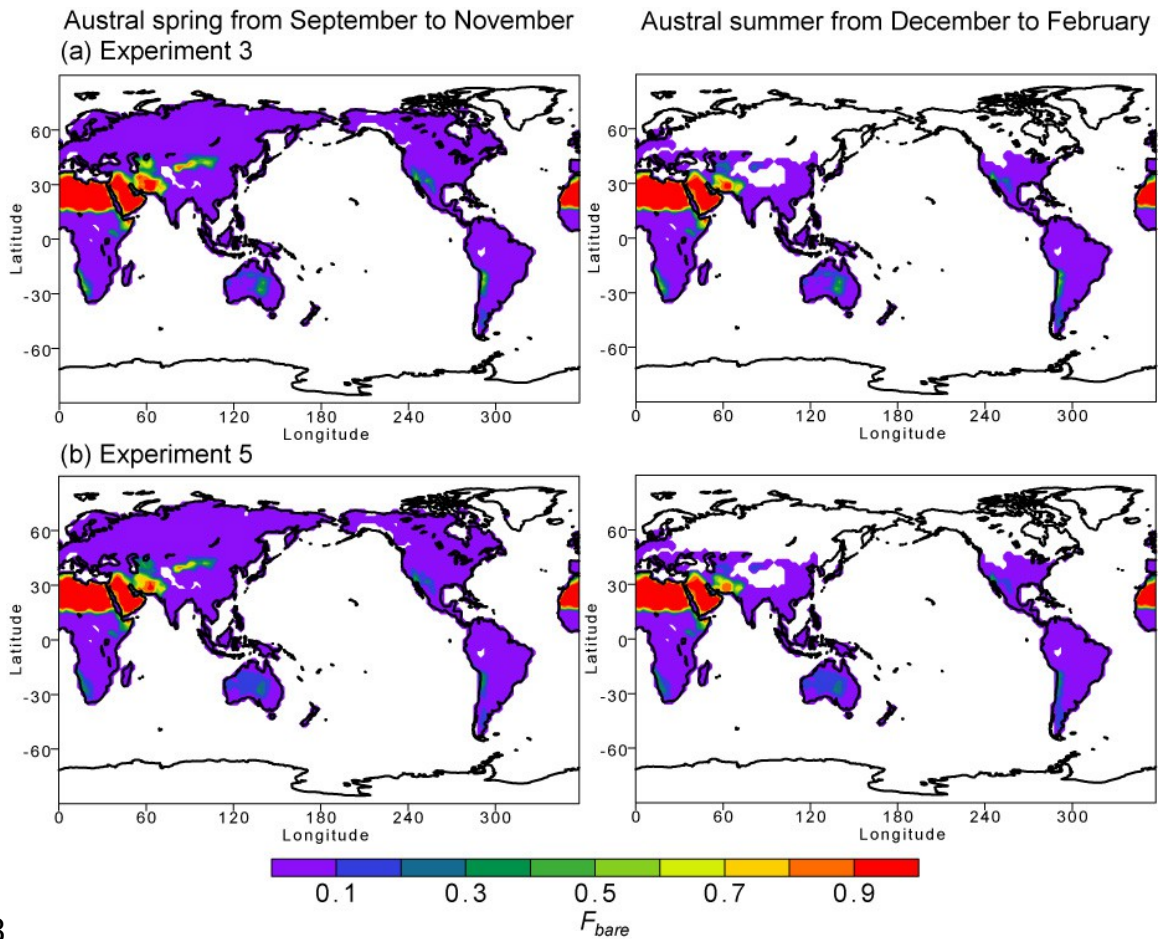 Austral spring from September to November
Austral summer from December to February
(a) Experiment 3
60
30
0
-30
-60
Latitude
0 60 120 180 240 300
Longitude
60
30
0
-30
-60
Latitude
0 60 120 180 240 300
Longitude
(b) Experiment 5
60
30
0
-30
-60
Latitude
0 60 120 180 240 300
Longitude
60
30
0
-30
-60
Latitude
0 60 120 180 240 300
Longitude
0.1 0.3 0.5 0.7 0.9
Fbare